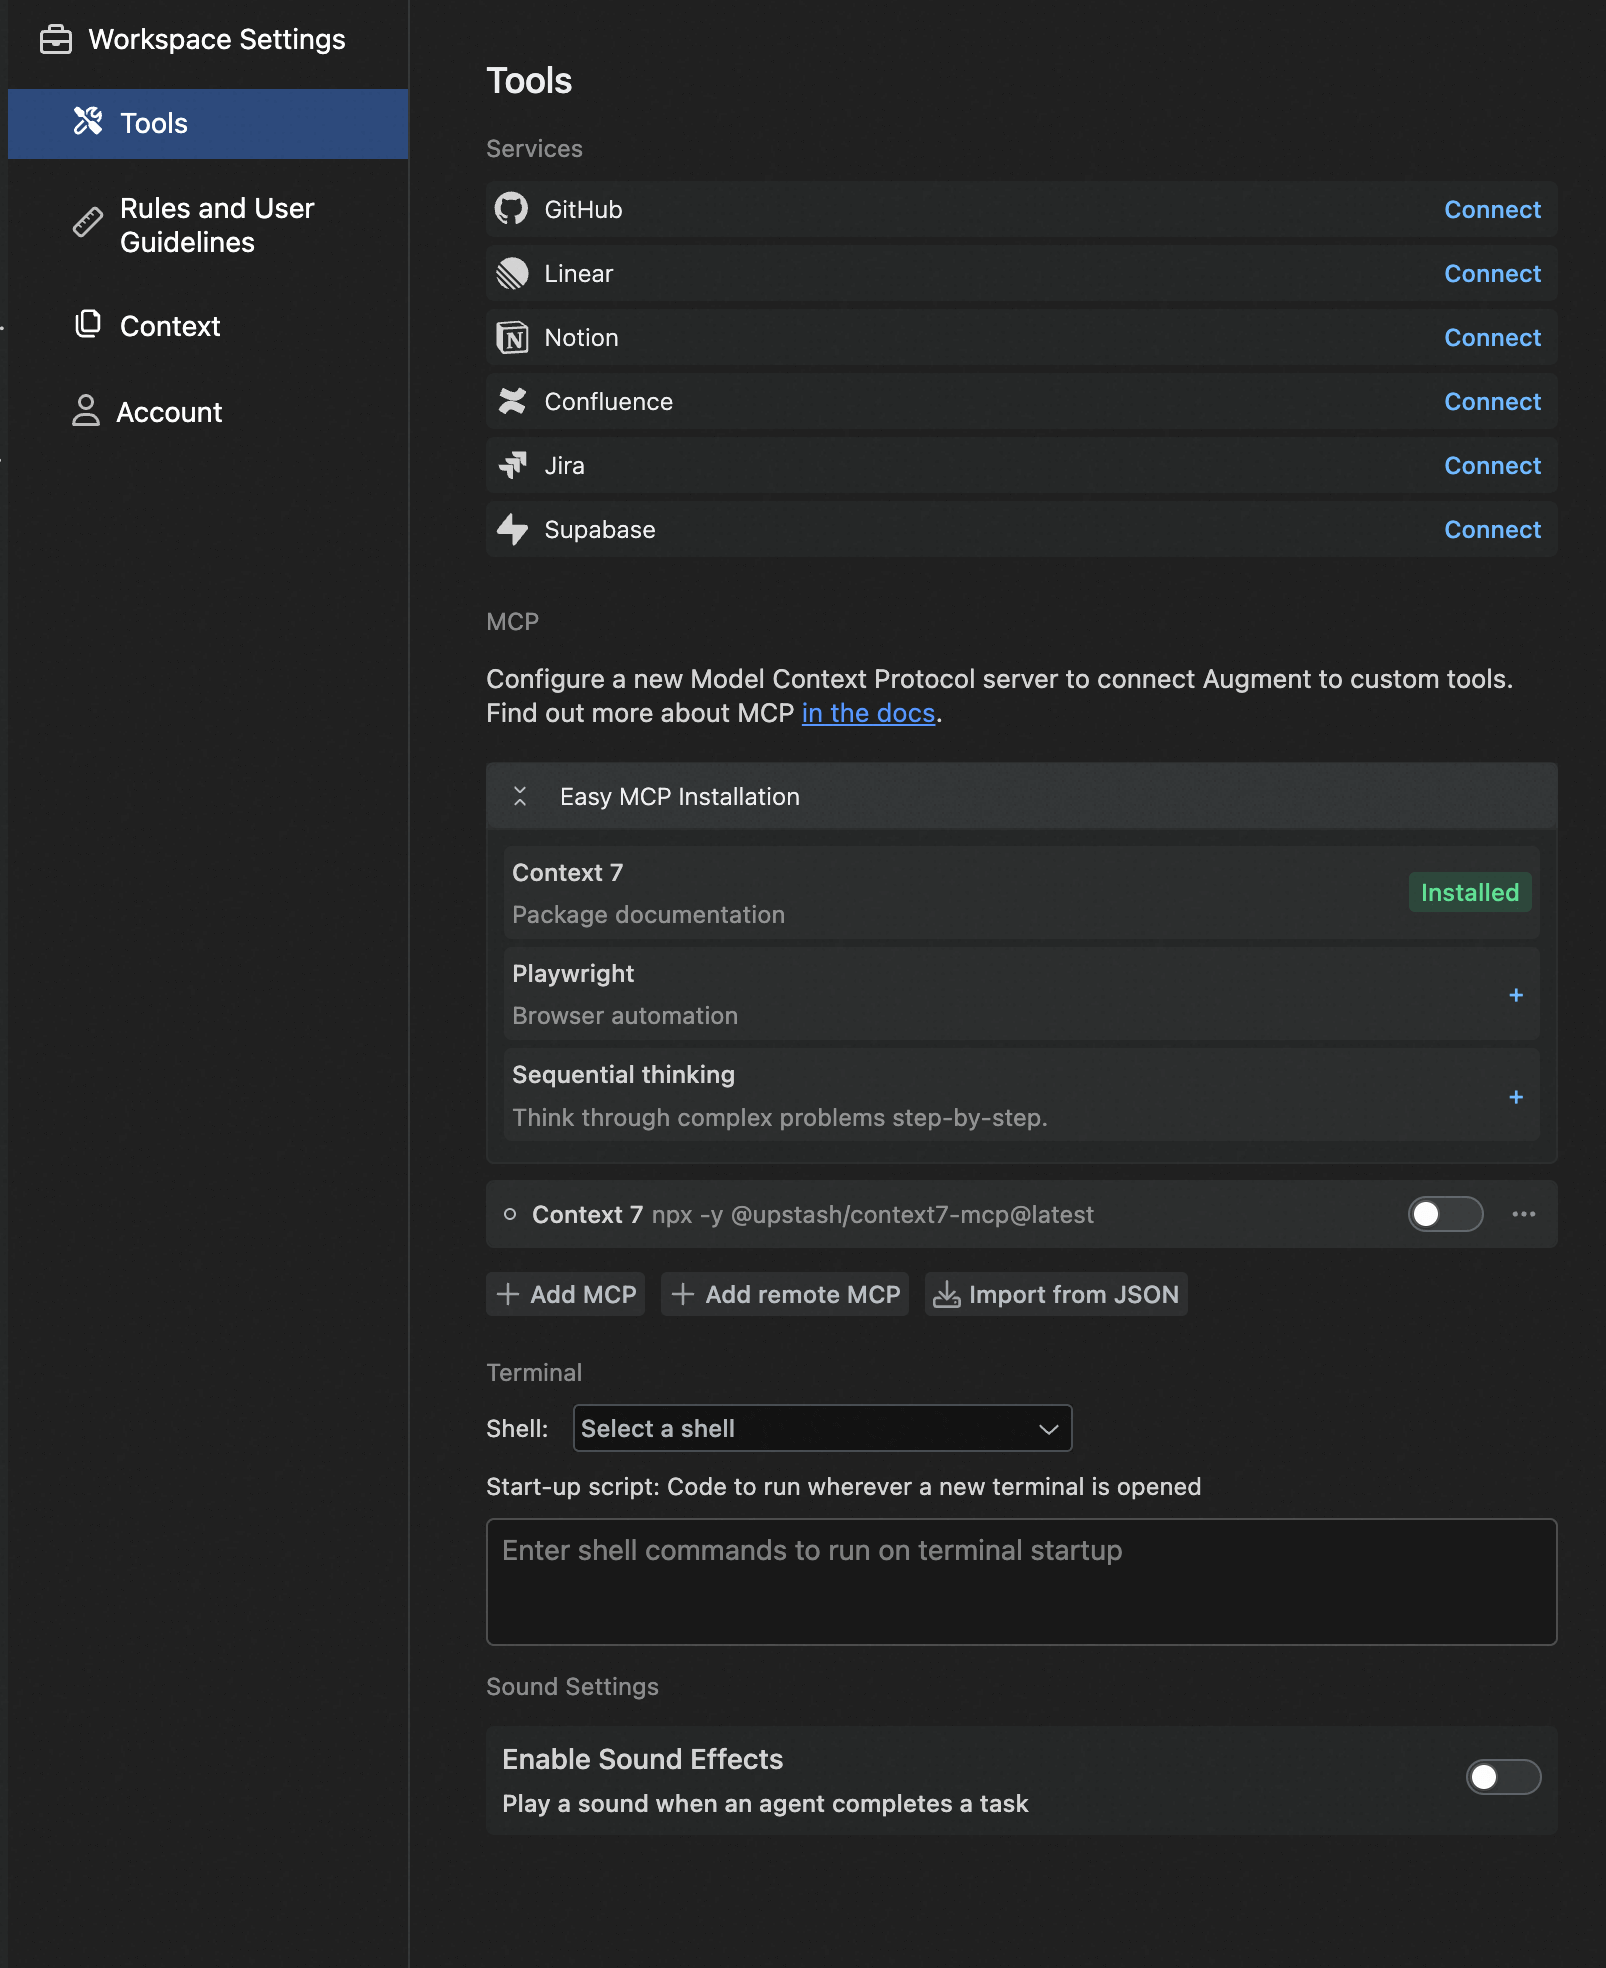 Workspace Settings
Tools
Rules and User
Guidelines
Context
Account
Tools
Services
GitHub Connect
Linear Connect
Notion Connect
Confluence Connect
Jira Connect
Supabase Connect
MCP
Configure a new Model Context Protocol server to connect Augment to custom tools.
Find out more about MCP in the docs.
Easy MCP Installation
Context 7
Package documentation
Installed
Playwright
Browser automation
+
Sequential thinking
Think through complex problems step-by-step.
+
Context 7 npx -y @upstash/context7-mcp@latest
Add MCP Add remote MCP Import from JSON
Terminal
Shell: Select a shell
Start-up script: Code to run wherever a new terminal is opened
Enter shell commands to run on terminal startup
Sound Settings
Enable Sound Effects
Play a sound when an agent completes a task